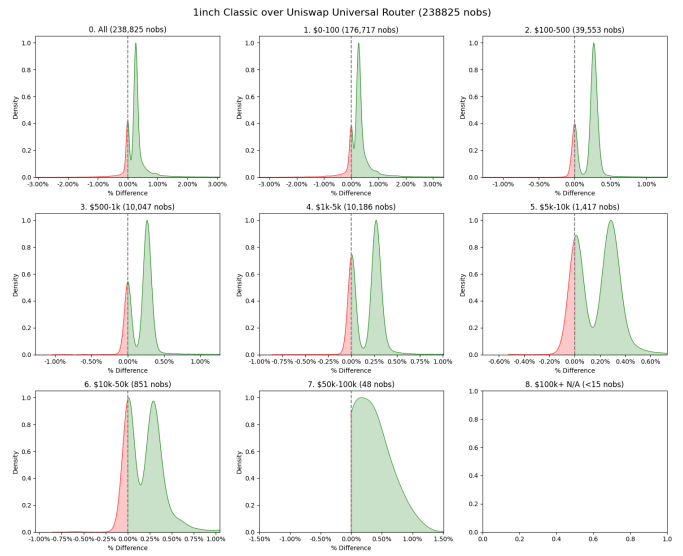 1inch Classic over Uniswap Universal Router (238825 nobs)
0. All (238,825 nobs)
1. $0-100 (176,717 nobs)
2. $100-500 (39,553 nobs)
1.0
0.8
0.6
0.4
0.2
0.0
Density
-3.00% -2.00% -1.00% 0.00% 1.00% 2.00% 3.00%
% Difference
1.0
0.8
0.6
0.4
0.2
0.0
Density
-3.00% -2.00% -1.00% 0.00% 1.00% 2.00% 3.00%
% Difference
1.0
0.8
0.6
0.4
0.2
0.0
Density
-1.00% 0.00% 1.00%
% Difference
3. $500-1k (10,047 nobs)
4. $1k-5k (10,186 nobs)
5. $5k-10k (1,417 nobs)
1.0
0.8
0.6
0.4
0.2
0.0
Density
-1.00% 0.00% 1.00%
% Difference
1.0
0.8
0.6
0.4
0.2
0.0
Density
-1.00% -0.75% -0.50% -0.25% 0.00% 0.25% 0.50% 0.75% 1.00%
% Difference
1.0
0.8
0.6
0.4
0.2
0.0
Density
-0.60% -0.40% -0.20% 0.00% 0.20% 0.40% 0.60%
% Difference
6. $10k-50k (851 nobs)
7. $50k-100k (48 nobs)
8. $100k+ N/A (<15 nobs)
1.0
0.8
0.6
0.4
0.2
0.0
Density
-1.00% -0.75% -0.50% -0.25% 0.00% 0.25% 0.50% 0.75% 1.00%
% Difference
1.0
0.8
0.6
0.4
0.2
0.0
Density
-1.50% -1.00% -0.50% 0.00% 0.50% 1.00% 1.50%
% Difference
1.0
0.8
0.6
0.4
0.2
0.0
0.0 0.2 0.4 0.6 0.8 1.0